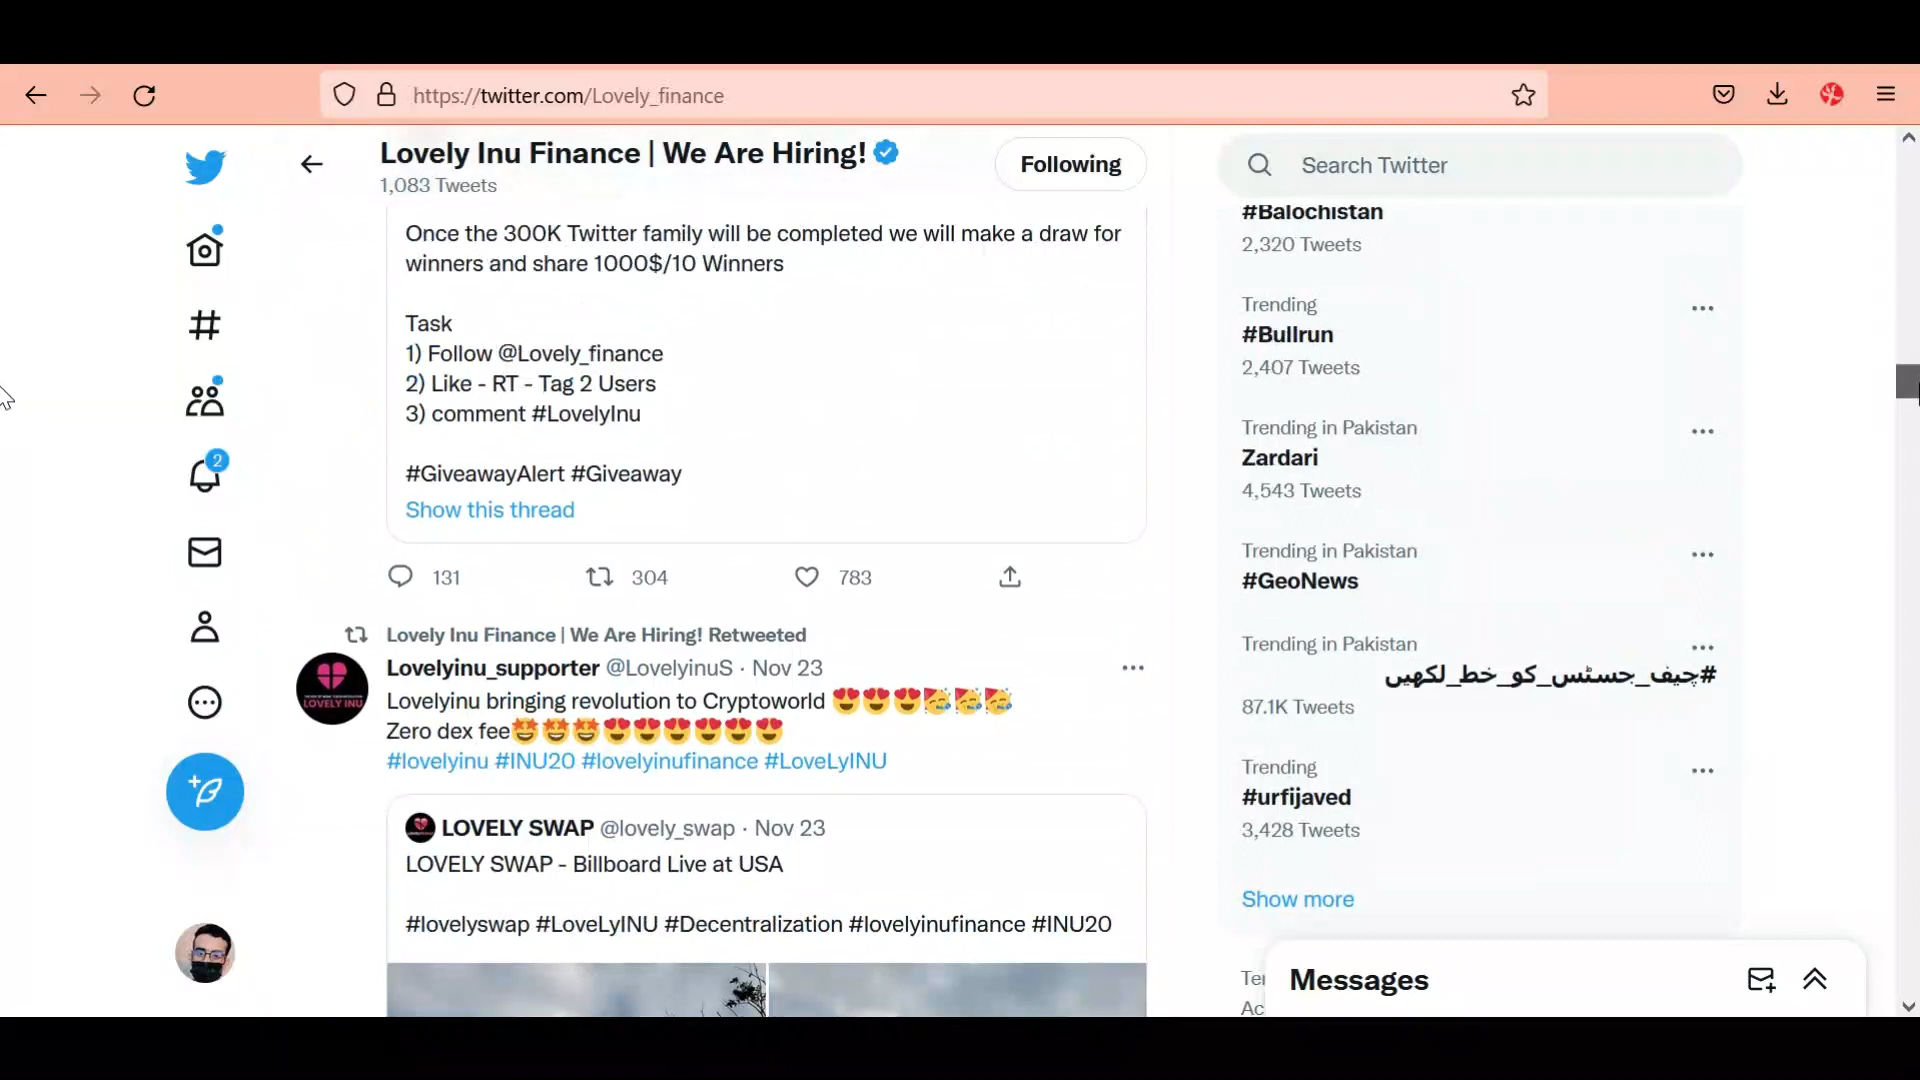 https://twitter.com/Lovely_finance
Lovely Inu Finance | We Are Hiring!
1,083 Tweets
Following
Search Twitter
Once the 300K Twitter family will be completed we will make a draw for
winners and share 1000$/10 Winners
Task
1) Follow @Lovely_finance
2) Like - RT - Tag 2 Users
3) comment #LovelyInu
#GiveawayAlert #Giveaway
Show this thread
131 304 783
2
Lovely Inu Finance | We Are Hiring! Retweeted
Lovelyinu_supporter @LovelyinuS · Nov 23
Lovelyinu bringing revolution to Cryptoworld 😍😍😍🥳🥳🥳
Zero dex fee🤩🤩🤩😍😍😍😍😍😍
#lovelyinu #INU20 #lovelyinufinance #LoveLyINU
LOVELY INU
LOVELY SWAP @lovely_swap · Nov 23
LOVELY SWAP - Billboard Live at USA
#lovelyswap #LoveLyINU #Decentralization #lovelyinufinance #INU20
#Balochistan
2,320 Tweets
Trending
#Bullrun
2,407 Tweets
Trending in Pakistan
Zardari
4,543 Tweets
Trending in Pakistan
#GeoNews
Trending in Pakistan
#چیف_جسٹس_کو_خط_لکھیں
87.1K Tweets
Trending
#urfijaved
3,428 Tweets
Show more
Messages